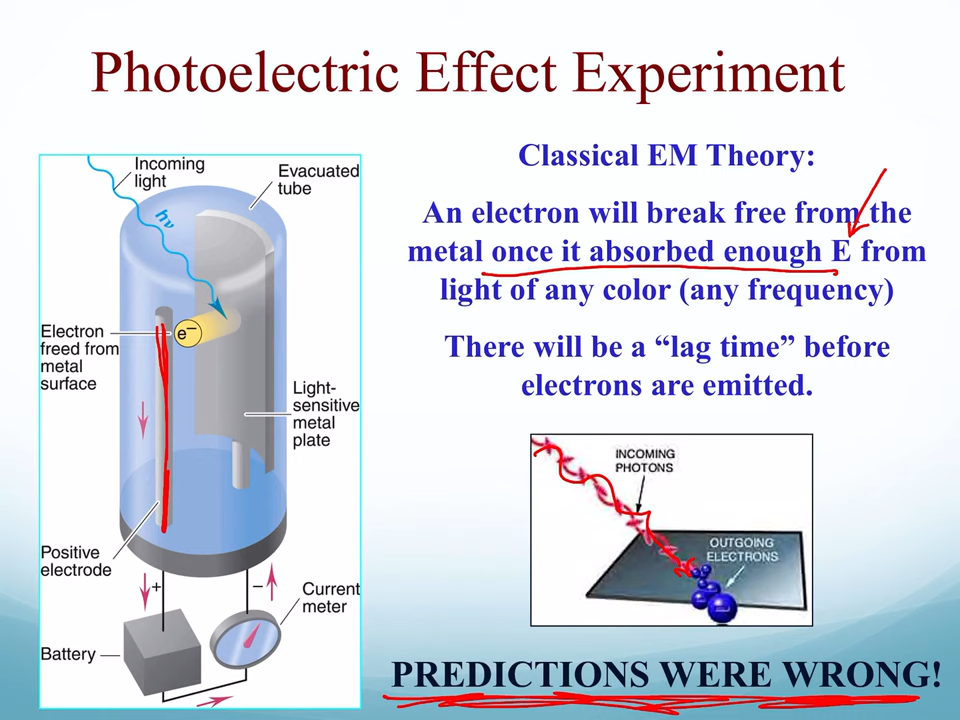 Photoelectric Effect Experiment
Incoming
light
Evacuated
tube
hν
Electron
freed from
metal
surface
e–
Light-
sensitive
metal
plate
Positive
electrode
+
–
Current
meter
Battery
Classical EM Theory:
An electron will break free from the
metal once it absorbed enough E from
light of any color (any frequency)
There will be a “lag time” before
electrons are emitted.
INCOMING
PHOTONS
OUTGOING
ELECTRONS
PREDICTIONS WERE WRONG!